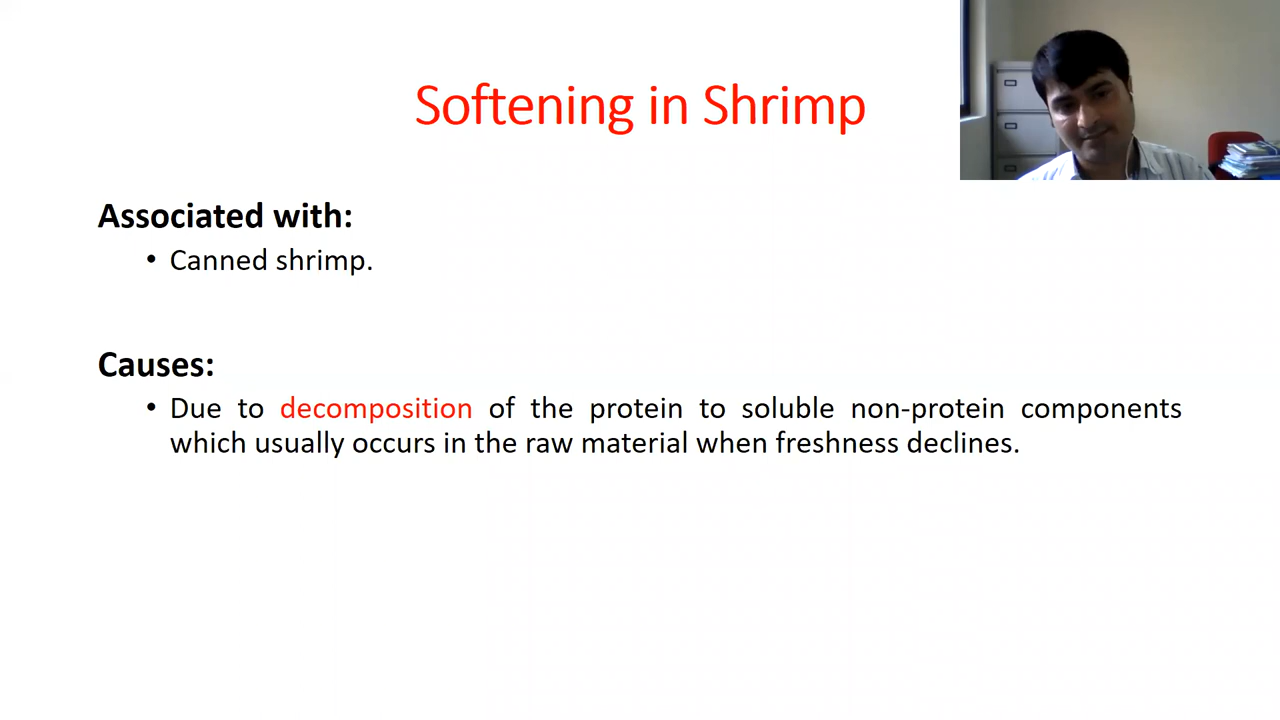 Softening in Shrimp
Associated with:
• Canned shrimp.
Causes:
• Due to decomposition of the protein to soluble non-protein components
which usually occurs in the raw material when freshness declines.